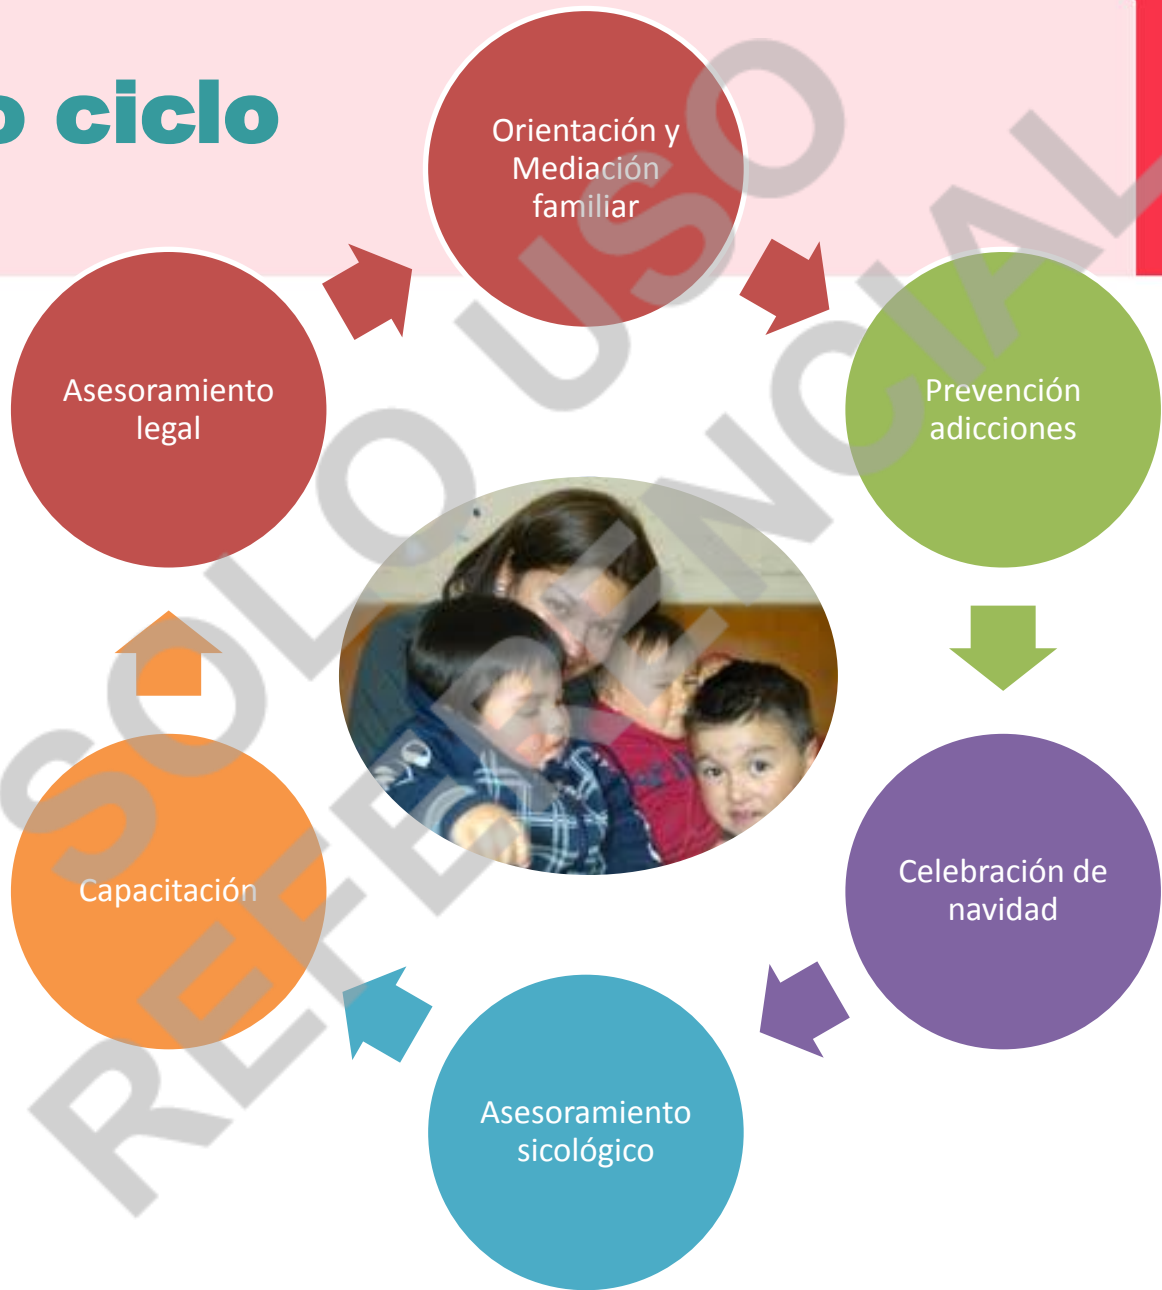 o ciclo
Orientación y
Mediación
familiar
Asesoramiento
legal
Prevención
adicciones
Capacitación
Celebración de
navidad
Asesoramiento
sicológico
SOLO USO
REFERENCIAL